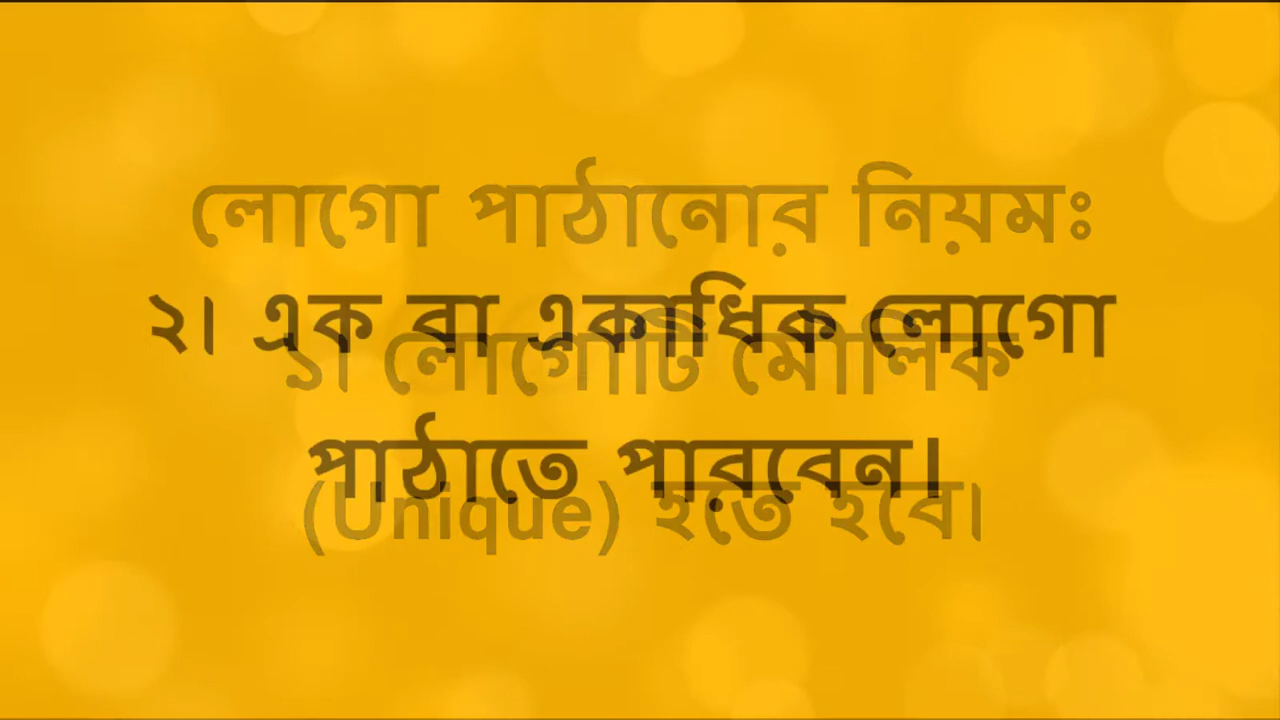 লোগো পাঠানোর নিয়মঃ
১। লোগোটি মৌলিক
(Unique) হতে হবে।
২। এক বা একাধিক লোগো
পাঠাতে পারবেন।